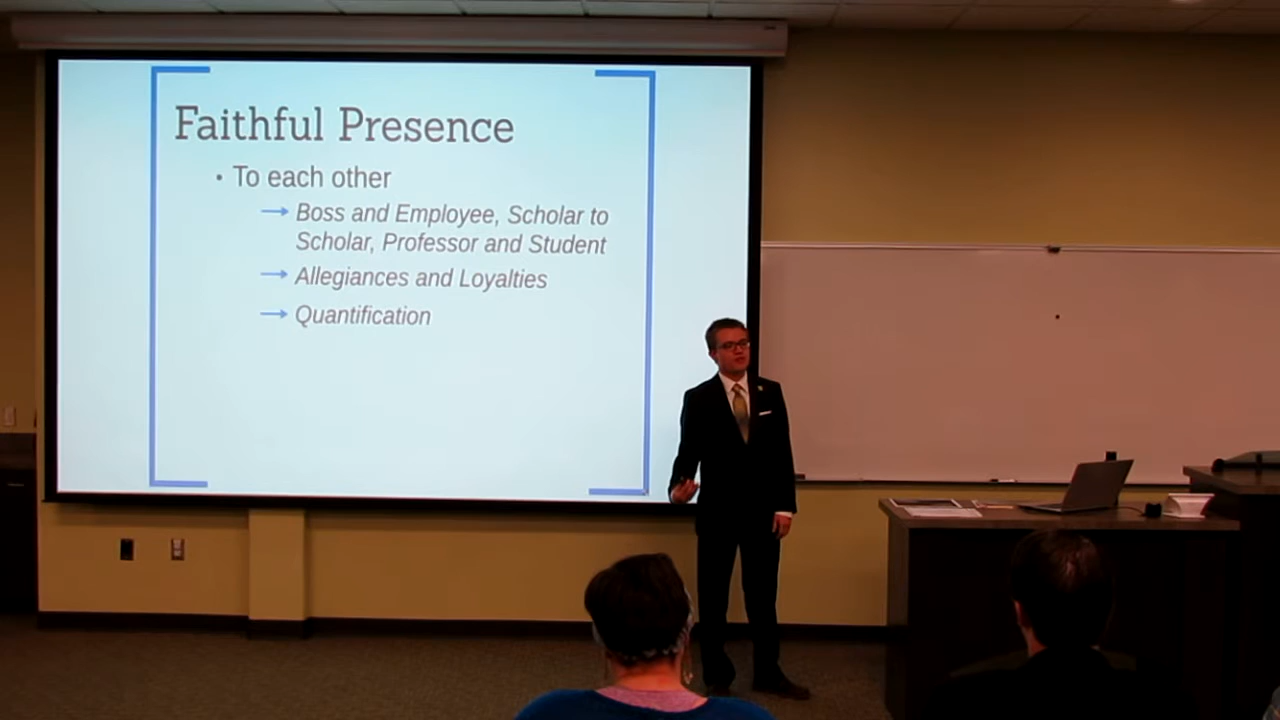 Faithful Presence
• To each other
→ Boss and Employee, Scholar to
Scholar, Professor and Student
→ Allegiances and Loyalties
→ Quantification